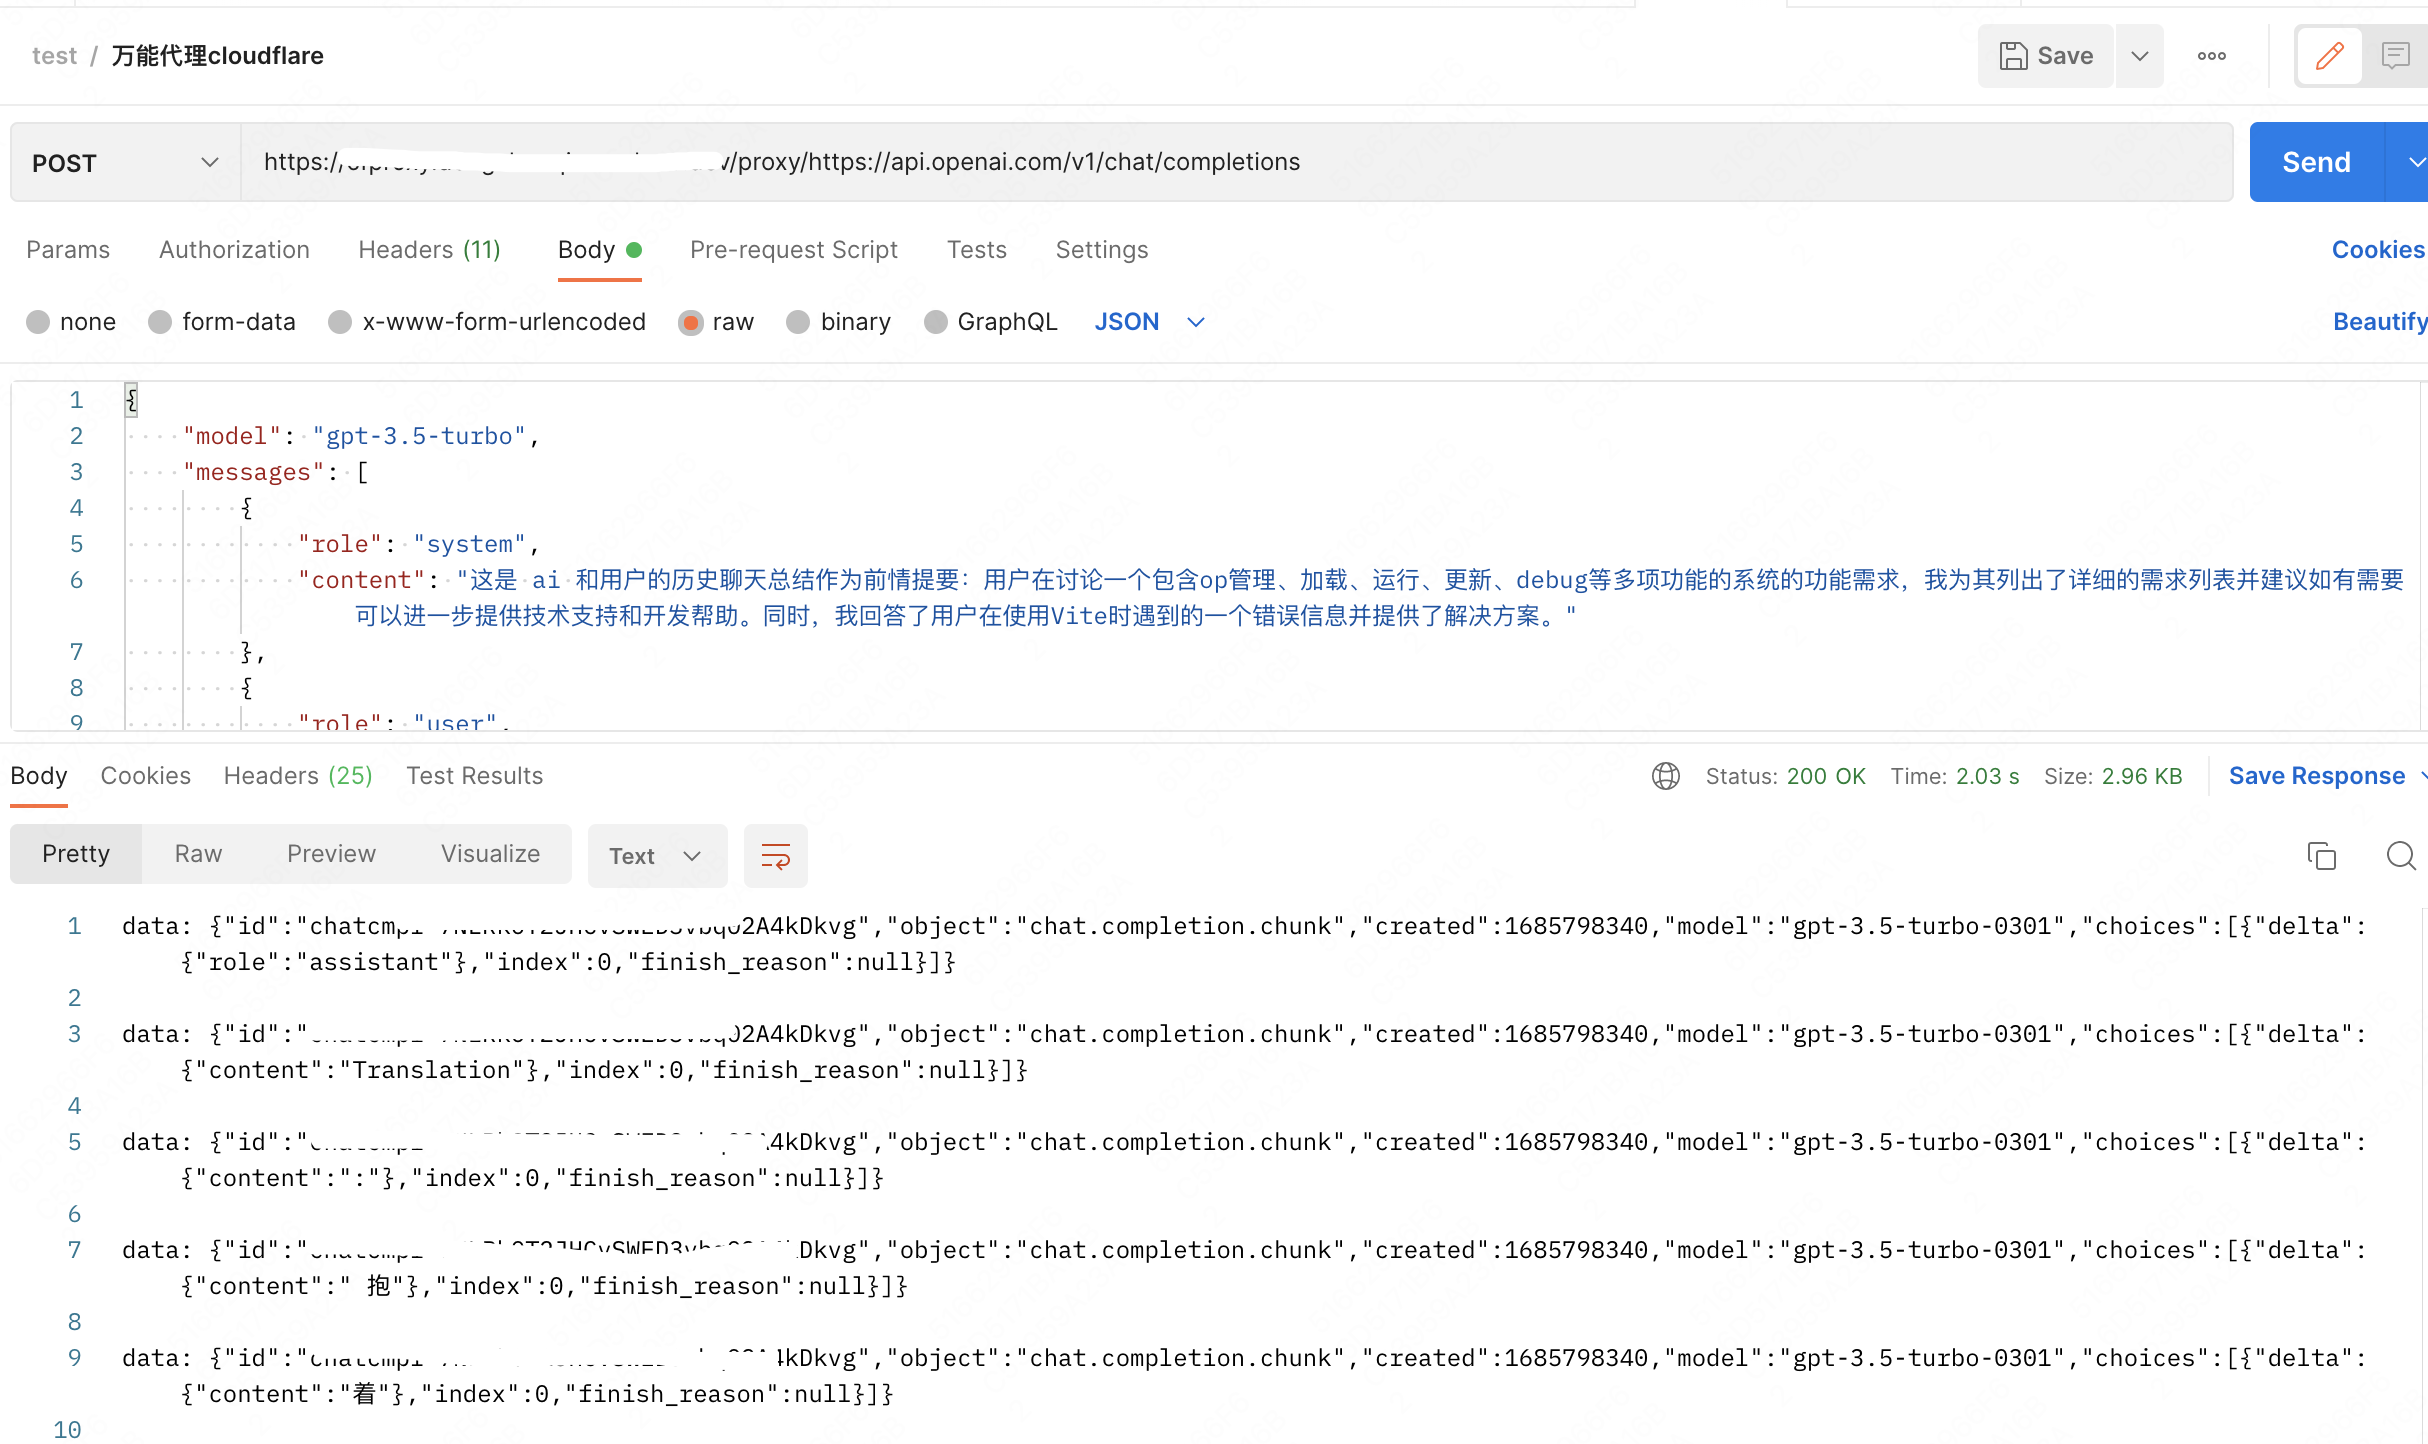 test / 万能代理cloudflare
Save
POST
https:/ /proxy/https://api.openai.com/v1/chat/completions
Send
Params Authorization Headers (11) Body Pre-request Script Tests Settings Cookies
none form-data x-www-form-urlencoded raw binary GraphQL JSON Beautify
1 {
2 "model": "gpt-3.5-turbo",
3 "messages": [
4 {
5 "role": "system",
6 "content": "这是 ai 和用户的历史聊天总结作为前情提要：用户在讨论一个包含op管理、加载、运行、更新、debug等多项功能的系统的功能需求，我为其列出了详细的需求列表并建议如有需要
可以进一步提供技术支持和开发帮助。同时，我回答了用户在使用Vite时遇到的一个错误信息并提供了解决方案。"
7 },
8 {
9 "role": "user",
Body Cookies Headers (25) Test Results Status: 200 OK Time: 2.03 s Size: 2.96 KB Save Response
Pretty Raw Preview Visualize Text
1 data: {"id":"chatcmpl 2A4kDkvg","object":"chat.completion.chunk","created":1685798340,"model":"gpt-3.5-turbo-0301","choices":[{"delta":
{"role":"assistant"},"index":0,"finish_reason":null}]}
2
3 data: {"id":" 2A4kDkvg","object":"chat.completion.chunk","created":1685798340,"model":"gpt-3.5-turbo-0301","choices":[{"delta":
{"content":"Translation"},"index":0,"finish_reason":null}]}
4
5 data: {"id":" 4kDkvg","object":"chat.completion.chunk","created":1685798340,"model":"gpt-3.5-turbo-0301","choices":[{"delta":
{"content":":"},"index":0,"finish_reason":null}]}
6
7 data: {"id":" Dkvg","object":"chat.completion.chunk","created":1685798340,"model":"gpt-3.5-turbo-0301","choices":[{"delta":
{"content":" 抱"},"index":0,"finish_reason":null}]}
8
9 data: {"id":" kDkvg","object":"chat.completion.chunk","created":1685798340,"model":"gpt-3.5-turbo-0301","choices":[{"delta":
{"content":"着"},"index":0,"finish_reason":null}]}
10